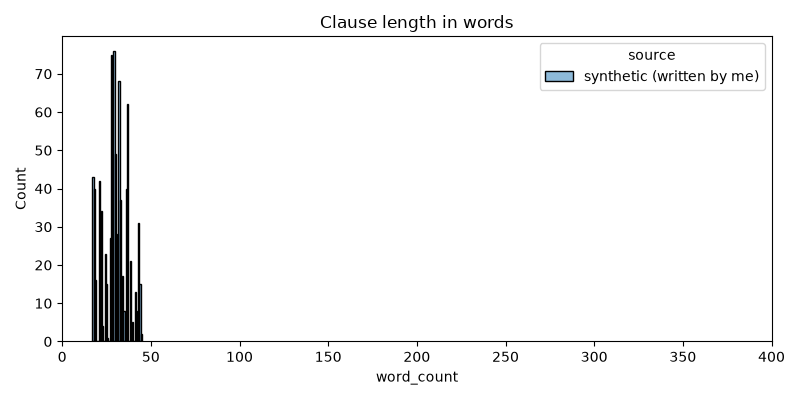 Clause length in words
source
synthetic (written by me)
Count
70
60
50
40
30
20
10
0
0 50 100 150 200 250 300 350 400
word_count